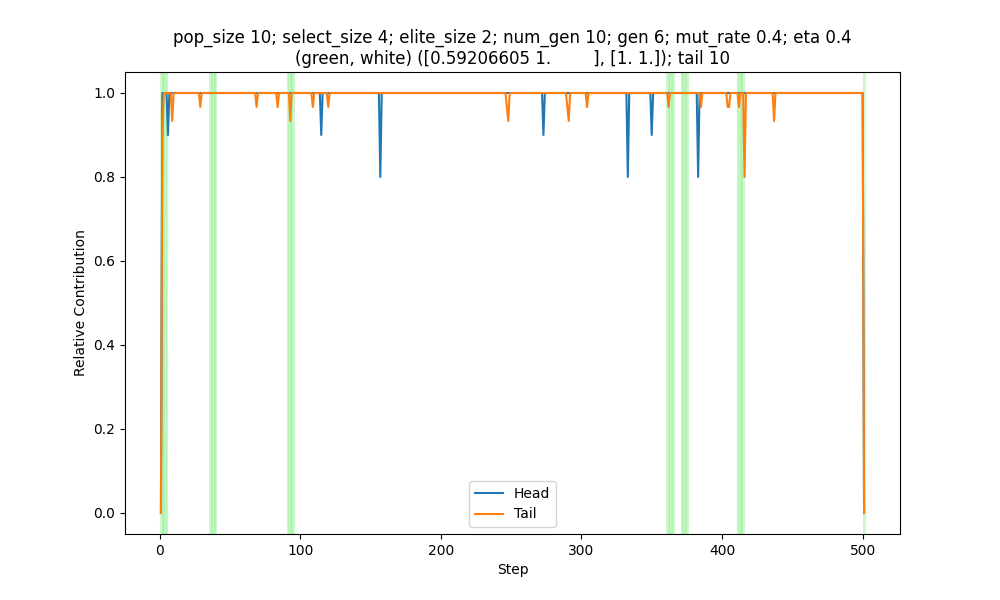 pop_size 10; select_size 4; elite_size 2; num_gen 10; gen 6; mut_rate 0.4; eta 0.4
(green, white) ([0.59206605 1.        ], [1. 1.]); tail 10
Relative Contribution
1.0
0.8
0.6
0.4
0.2
0.0
Head
Tail
0
100
200
300
400
500
Step